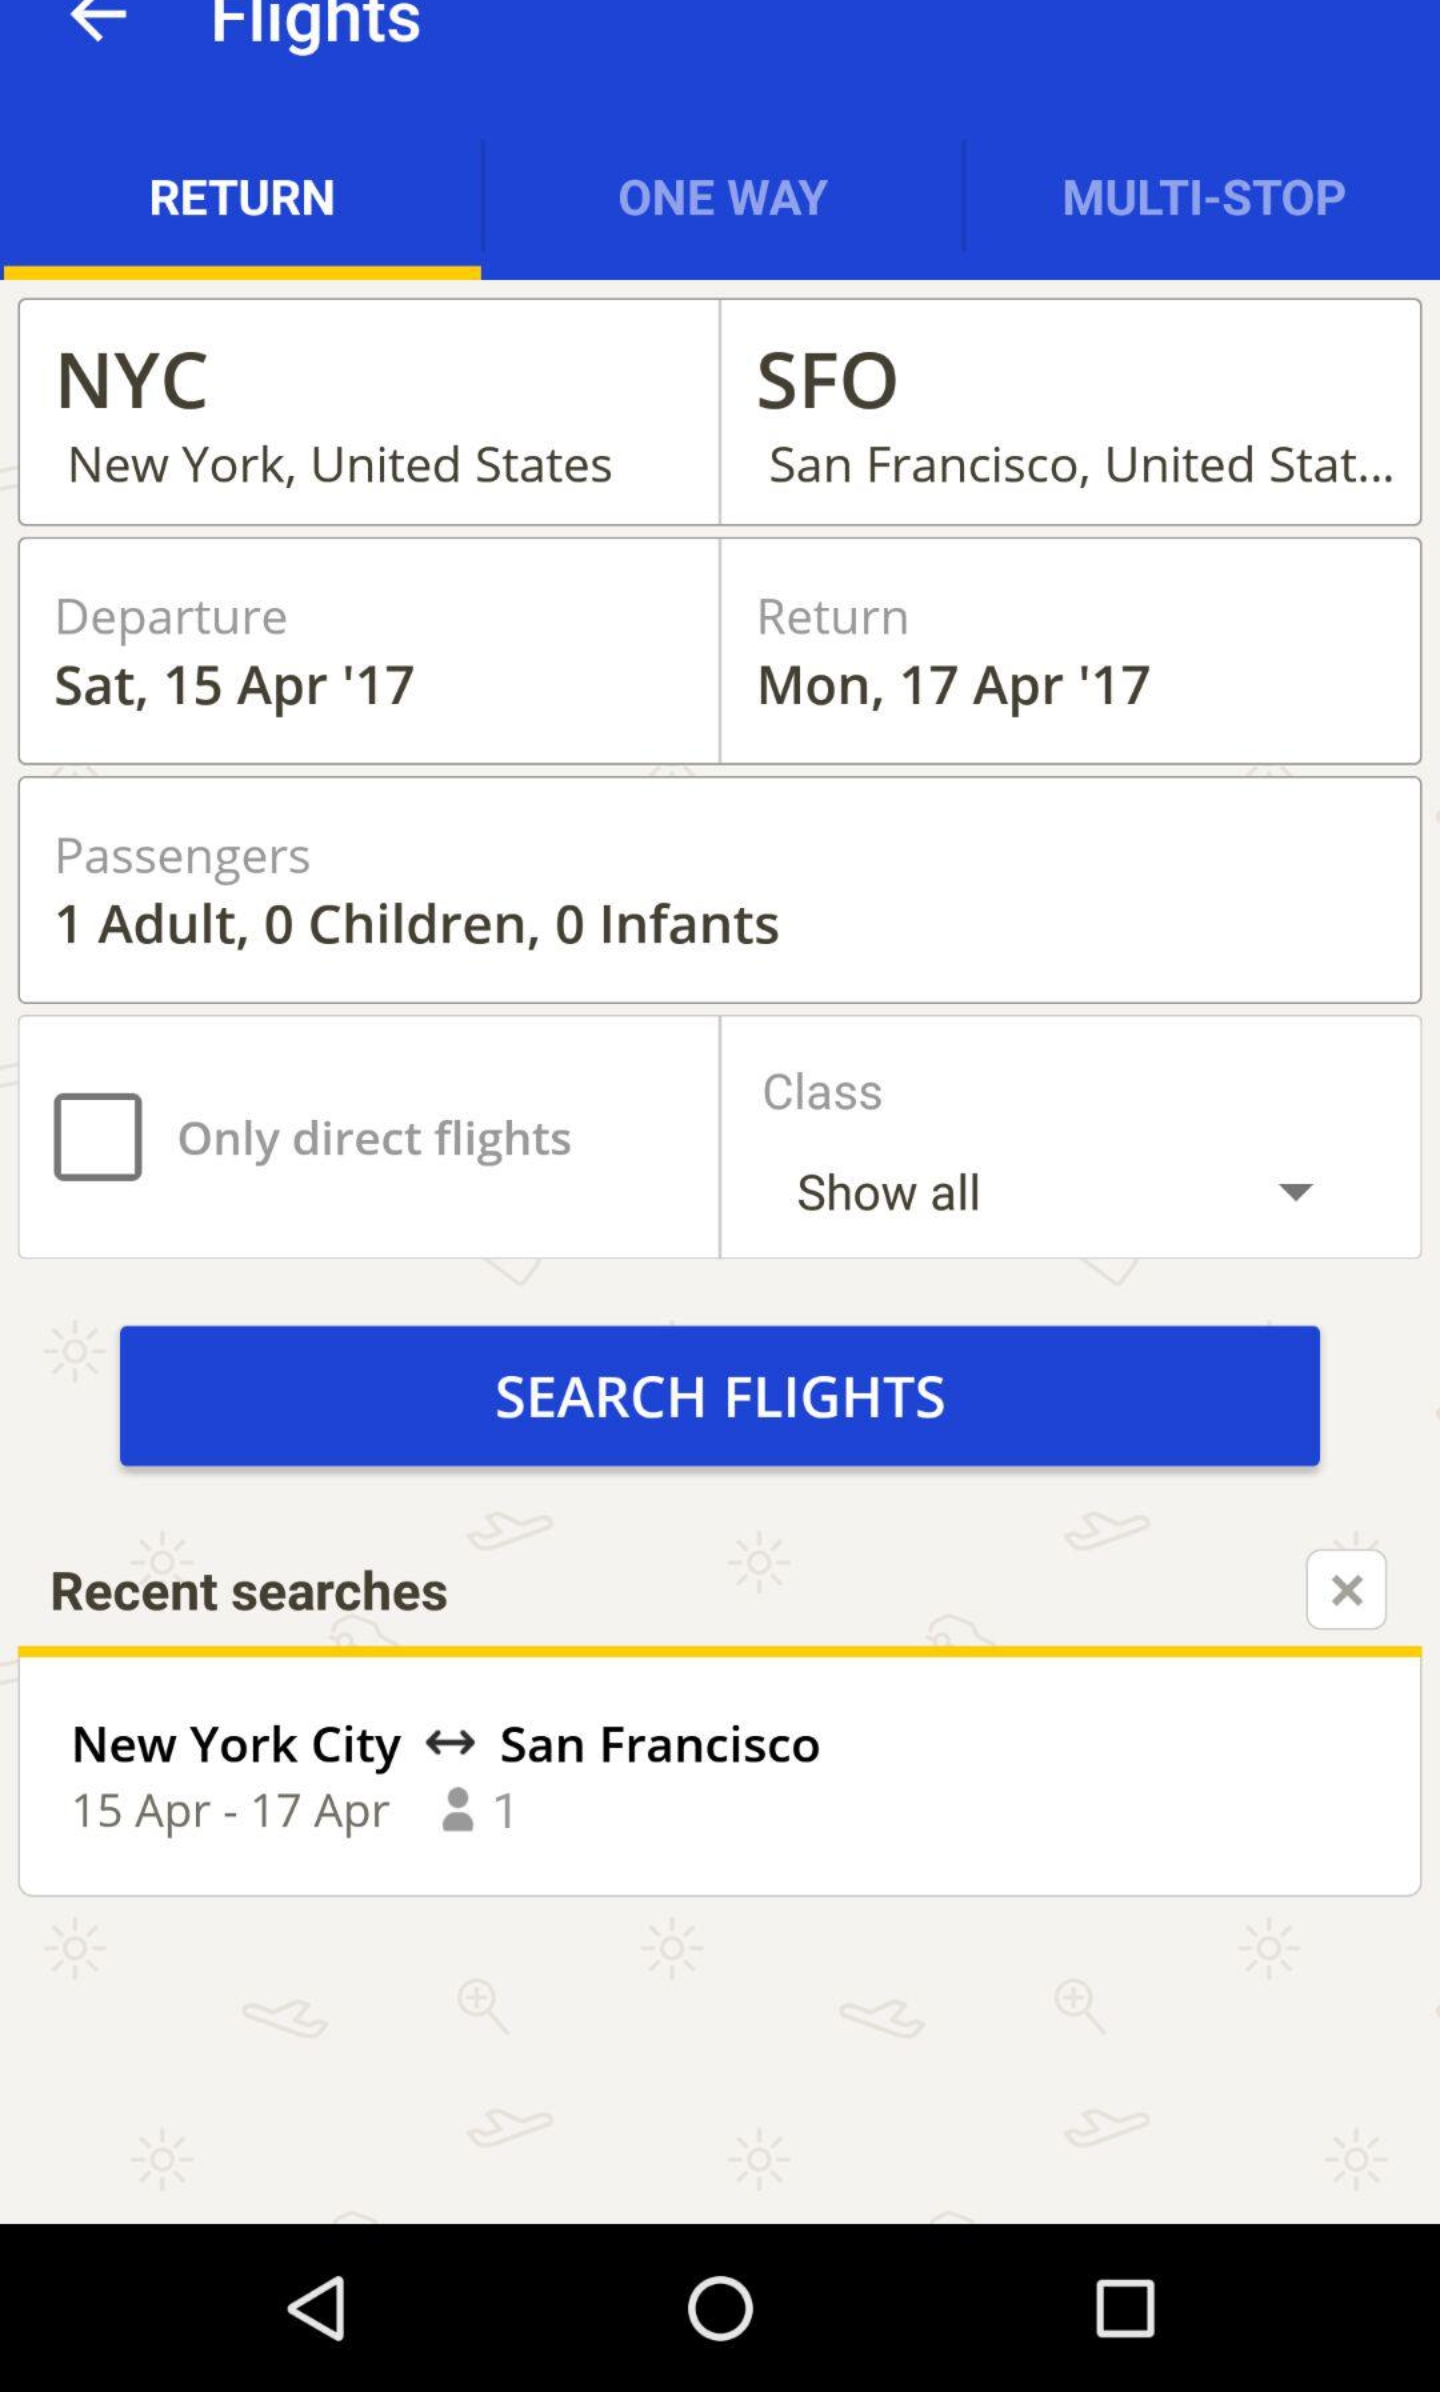 Flights
RETURN
ONE WAY
MULTI-STOP
NYC
New York, United States
SFO
San Francisco, United Stat...
Departure
Sat, 15 Apr '17
Return
Mon, 17 Apr '17
Passengers
1 Adult, 0 Children, 0 Infants
Only direct flights
Class
Show all
SEARCH FLIGHTS
Recent searches
New York City ↔ San Francisco
15 Apr - 17 Apr 1